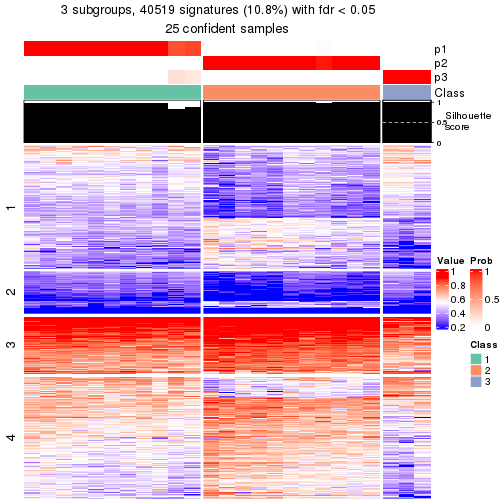 3 subgroups, 40519 signatures (10.8%) with fdr < 0.05
25 confident samples
p1
p2
p3
Class
1
0.5
0
Silhouette
score
1
2
3
4
Value
1
0.8
0.6
0.4
0.2
Prob
1
0.5
0
Class
1
2
3